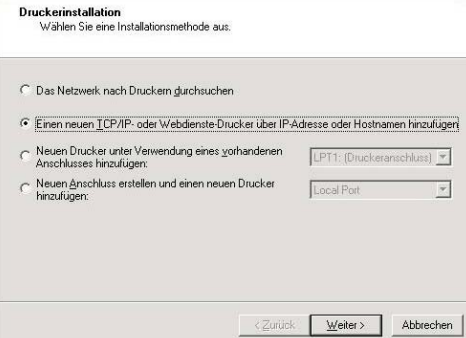 Druckerinstallation
Wählen Sie eine Installationsmethode aus.
Das Netzwerk nach Druckern durchsuchen
Einen neuen TCP/IP- oder Webdienste-Drucker über IP-Adresse oder Hostnamen hinzufügen
Neuen Drucker unter Verwendung eines vorhandenen
Anschlusses hinzufügen:
LPT1: (Druckeranschluss)
Neuen Anschluss erstellen und einen neuen Drucker
hinzufügen:
Local Port
< Zurück
Weiter >
Abbrechen